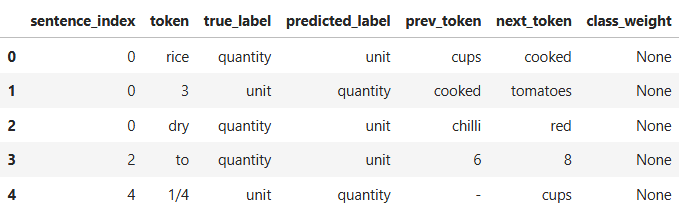 sentence_index token true_label predicted_label prev_token next_token class_weight
0 0 rice quantity unit cups cooked None
1 0 3 unit quantity cooked tomatoes None
2 0 dry quantity unit chilli red None
3 2 to quantity unit 6 8 None
4 4 1/4 unit quantity - cups None